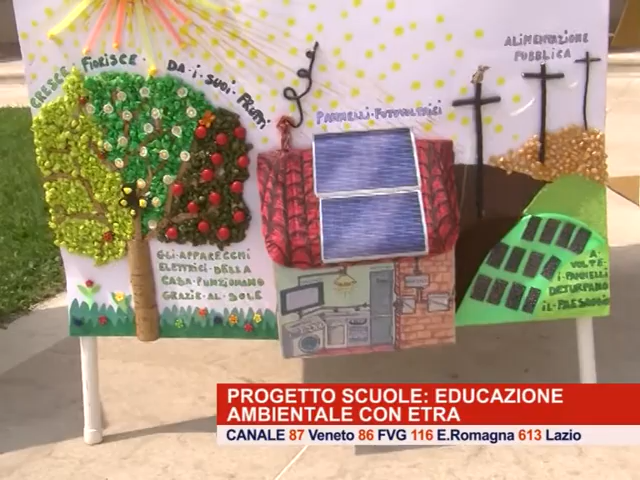 CRESCE FIORISCE DA I SUOI FRUTTI
ALIMENTAZIONE
PUBBLICA
PANNELLI FOTOVOLTAICI
GLI APPARECCHI
ELETTRICI DELLA
CASA FUNZIONANO
GRAZIE AL SOLE
A
VOLTE
I PANNELLI
DETURPANO
IL PAESAGGIO
PROGETTO SCUOLE: EDUCAZIONE
AMBIENTALE CON ETRA
CANALE 87 Veneto 86 FVG 116 E.Romagna 613 Lazio